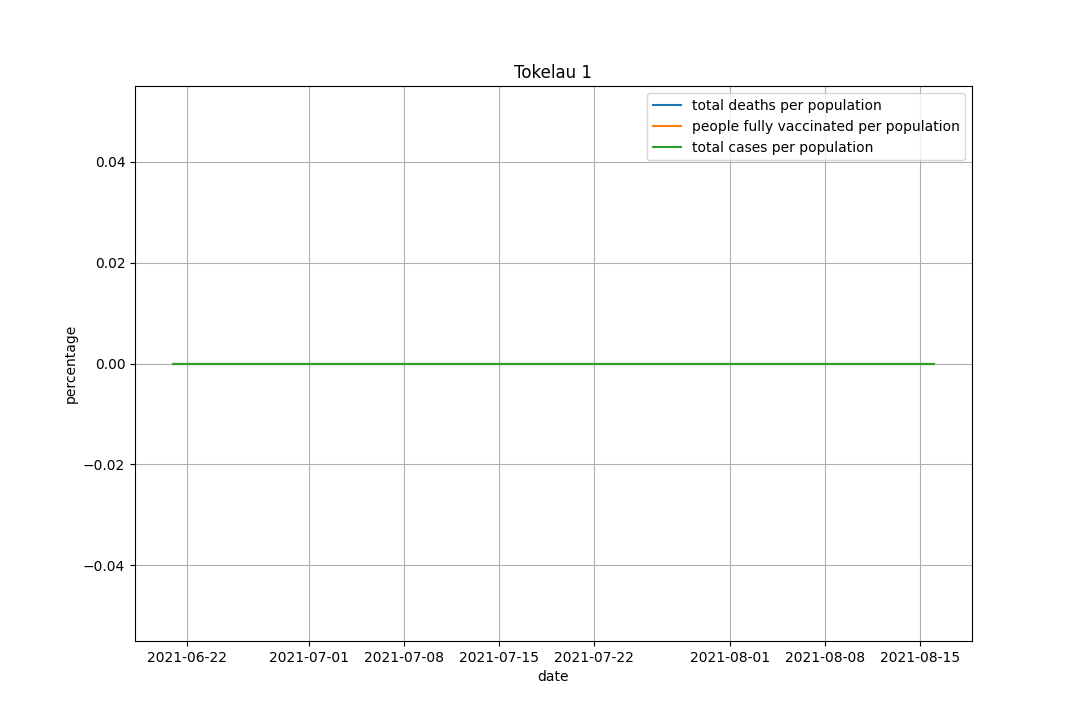 Tokelau 1
total deaths per population
people fully vaccinated per population
total cases per population
percentage
0.04
0.02
0.00
−0.02
−0.04
2021-06-22 2021-07-01 2021-07-08 2021-07-15 2021-07-22 2021-08-01 2021-08-08 2021-08-15
date